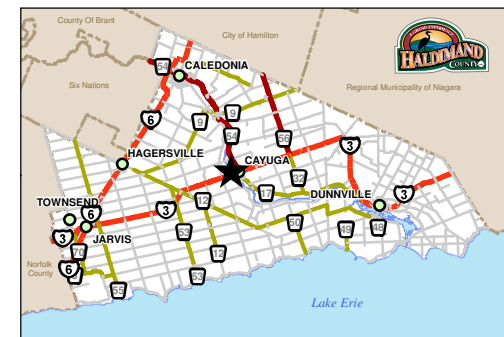 County Of Brant
City of Hamilton
HALDIMAND
COUNTY
54
CALEDONIA
Six Nations
Regional Municipality of Niagara
6
9
9
54
56
3
HAGERSVILLE
CAYUGA
32
17
DUNNVILLE
3
TOWNSEND
6
3
12
3
JARVIS
53
50
49
48
70
12
Norfolk
County
6
53
55
Lake Erie